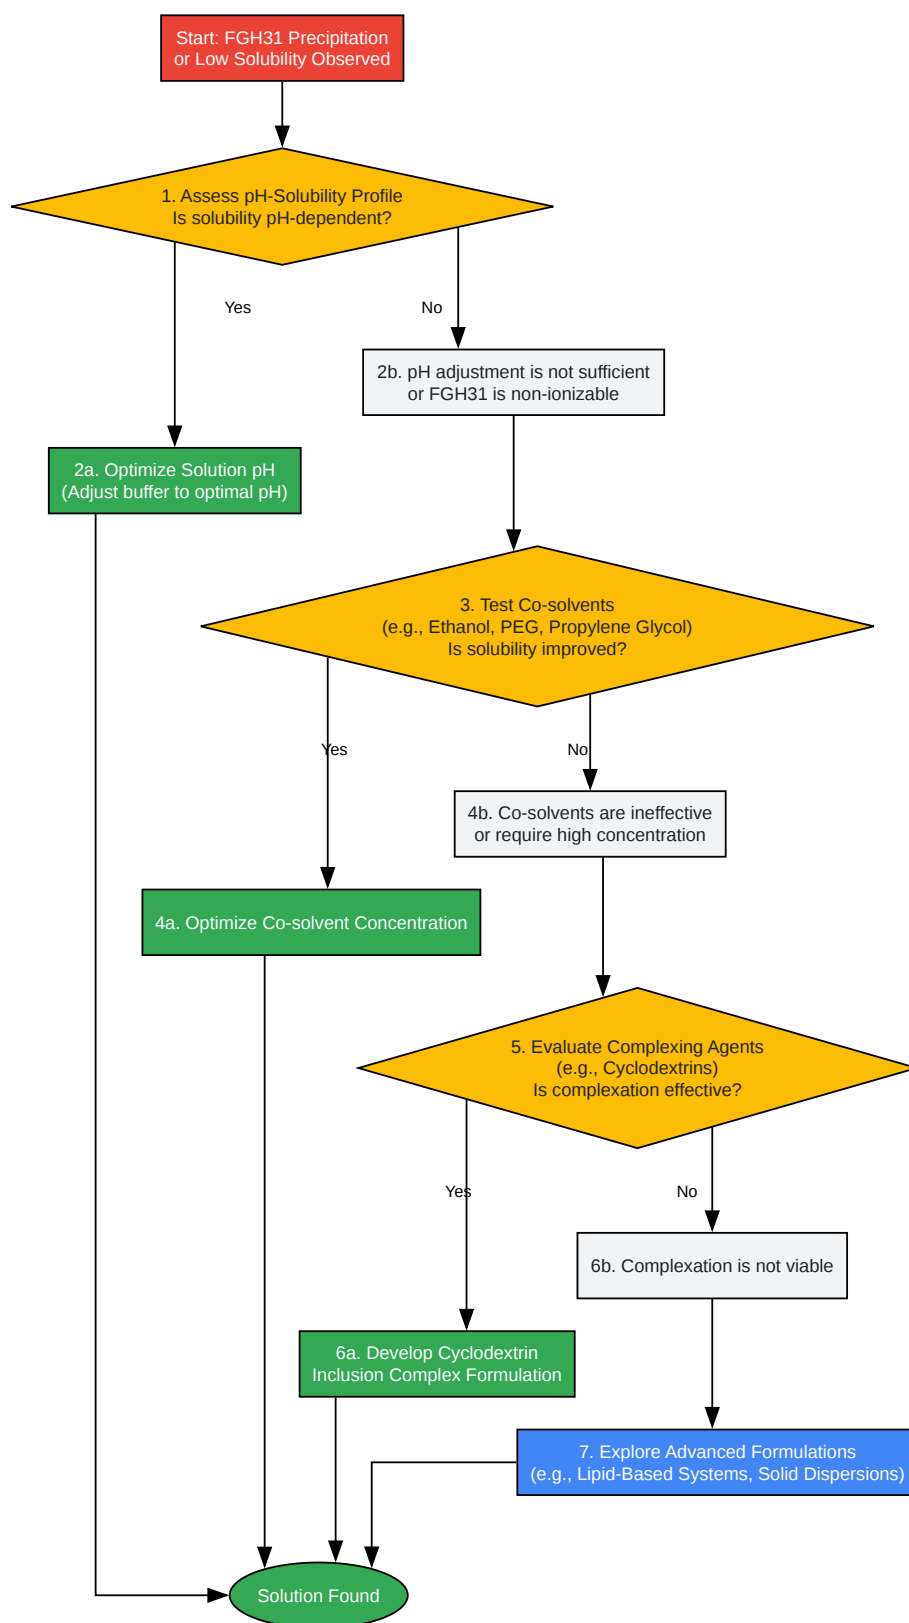 Start: FGH31 Precipitation
or Low Solubility Observed
1. Assess pH-Solubility Profile
Is solubility pH-dependent?
Yes
No
2b. pH adjustment is not sufficient
or FGH31 is non-ionizable
2a. Optimize Solution pH
(Adjust buffer to optimal pH)
3. Test Co-solvents
(e.g., Ethanol, PEG, Propylene Glycol)
Is solubility improved?
Yes
No
4b. Co-solvents are ineffective
or require high concentration
4a. Optimize Co-solvent Concentration
5. Evaluate Complexing Agents
(e.g., Cyclodextrins)
Is complexation effective?
Yes
No
6b. Complexation is not viable
6a. Develop Cyclodextrin
Inclusion Complex Formulation
7. Explore Advanced Formulations
(e.g., Lipid-Based Systems, Solid Dispersions)
Solution Found